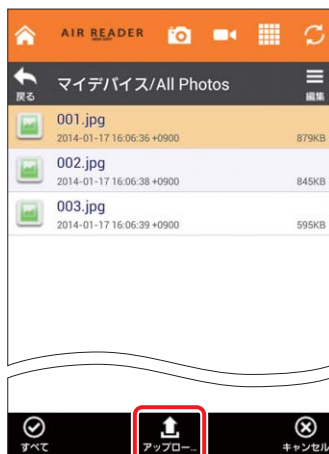 AIR READER
戻る
マイデバイス/All Photos
編集
001.jpg
2014-01-17 16:06:36 +0900
879KB
002.jpg
2014-01-17 16:06:38 +0900
845KB
003.jpg
2014-01-17 16:06:39 +0900
595KB
すべて
アップロー...
キャンセル